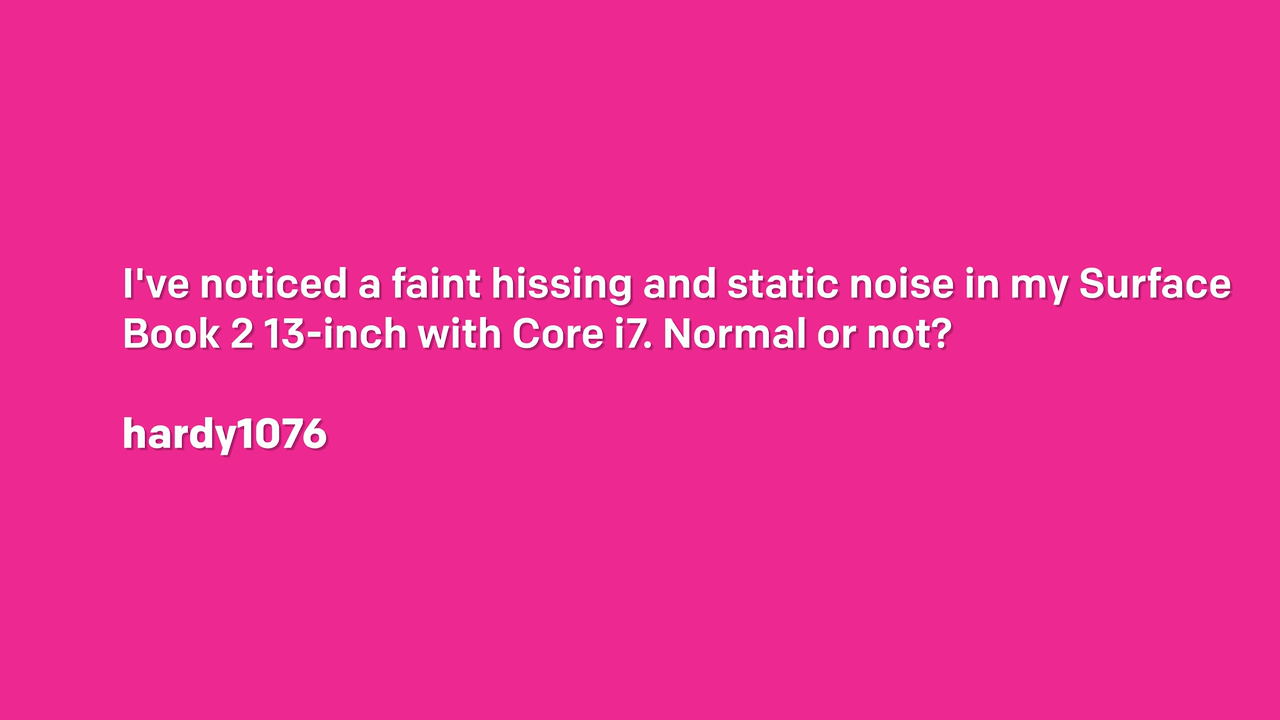 I've noticed a faint hissing and static noise in my Surface
Book 2 13-inch with Core i7. Normal or not?
hardy1076